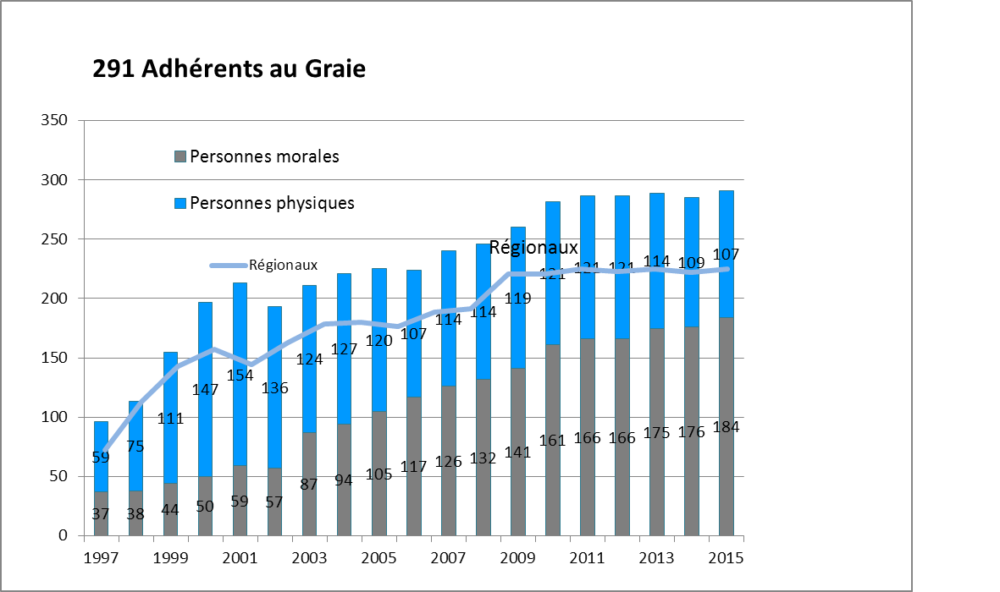 291 Adhérents au Graie
350
Personnes morales
300
Personnes physiques
250
Régionaux
Régionaux
200
150
100
50
0
59 75 111 147 154 136 124 127 120 107 114 114 119 121 121 121 114 109 107
37 38 44 50 59 57 87 94 105 117 126 132 141 161 166 166 175 176 184
1997 1999 2001 2003 2005 2007 2009 2011 2013 2015